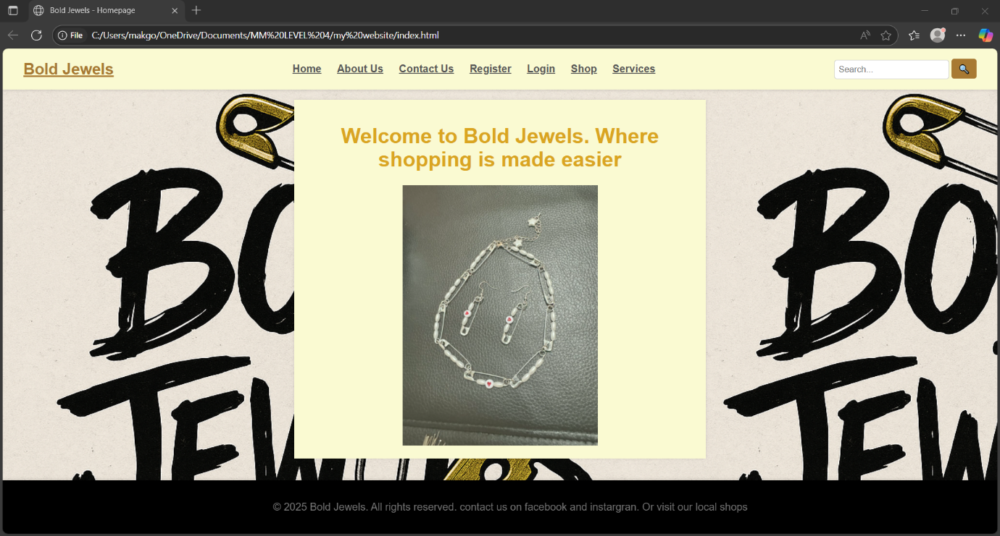 Bold Jewels - Homepage
File C:/Users/makgo/OneDrive/Documents/MM%20LEVEL%204/my%20website/index.html
Bold Jewels Home About Us Contact Us Register Login Shop Services Search...
Welcome to Bold Jewels. Where
shopping is made easier
BO BO
JEW JEW
© 2025 Bold Jewels. All rights reserved. contact us on facebook and instargran. Or visit our local shops